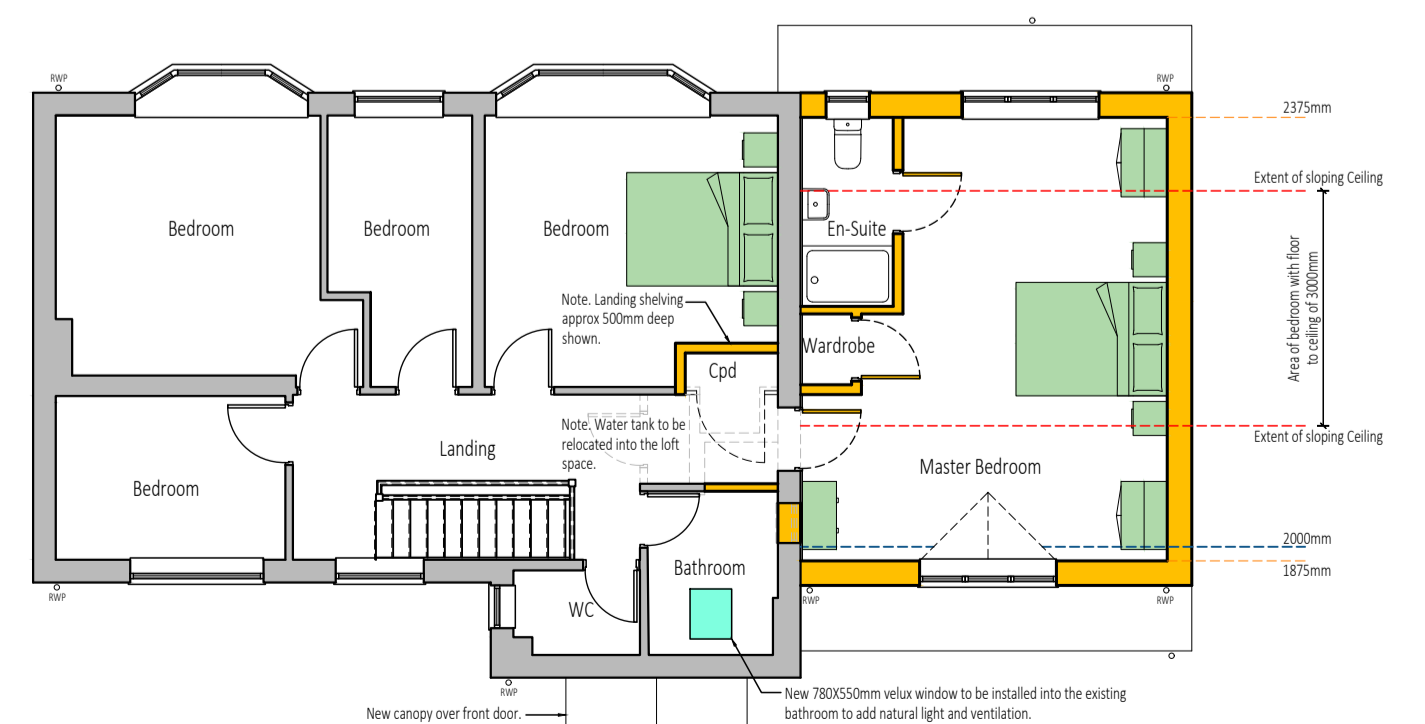 RWP
RWP
2375mm
Extent of sloping Ceiling
Bedroom
Bedroom
Bedroom
En-Suite
Area of bedroom with floor
to ceiling of 3000mm
Note. Landing shelving
approx 500mm deep
shown.
Wardrobe
Cpd
Note. Water tank to be
relocated into the loft
space.
Extent of sloping Ceiling
Landing
Master Bedroom
Bedroom
2000mm
Bathroom
1875mm
RWP
WC
RWP
RWP
RWP
New 780X550mm velux window to be installed into the existing
bathroom to add natural light and ventilation.
New canopy over front door.